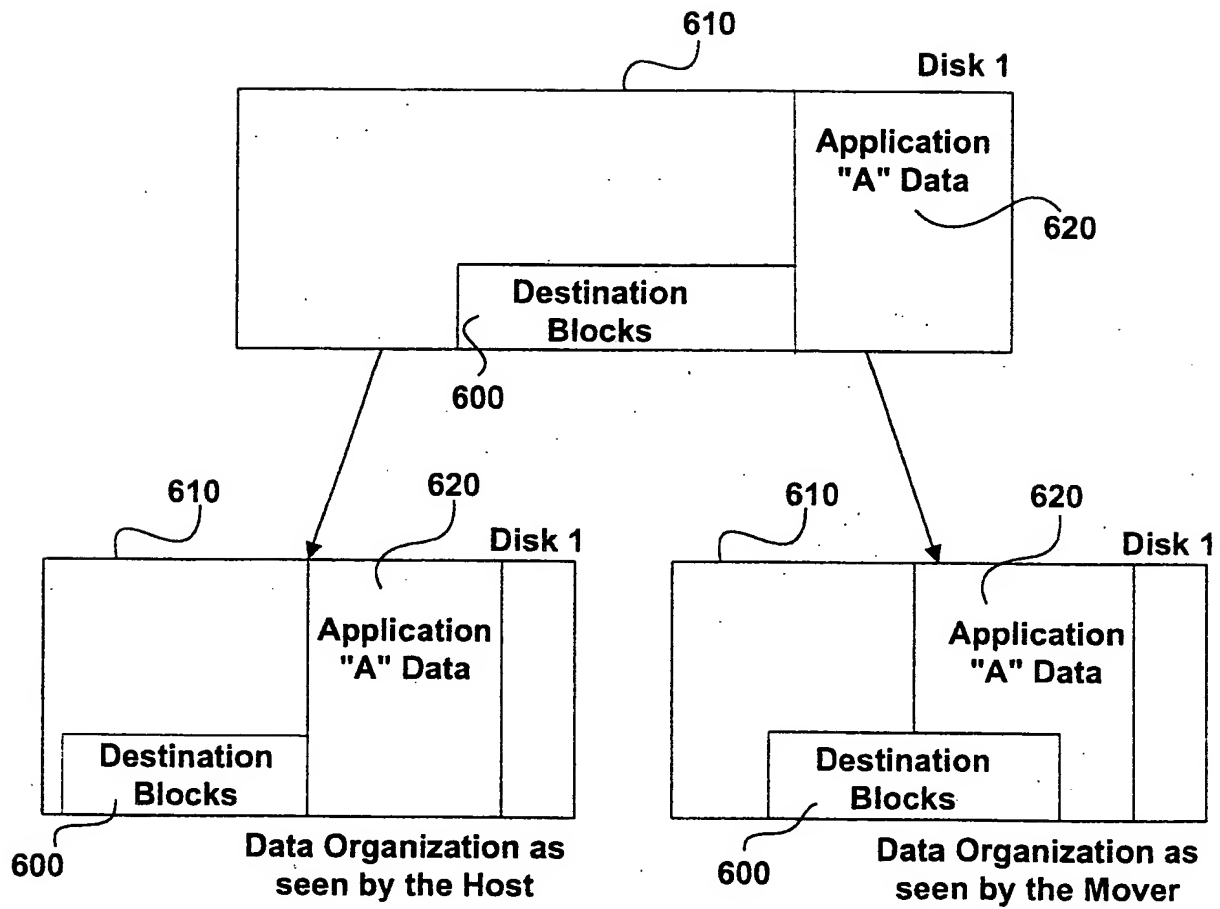 610
Disk 1
Application
"A" Data
620
Destination
Blocks
600
610
620
Disk 1
Application
"A" Data
Destination
Blocks
600
Data Organization as
seen by the Host
610
620
Disk 1
Application
"A" Data
Destination
Blocks
600
Data Organization as
seen by the Mover